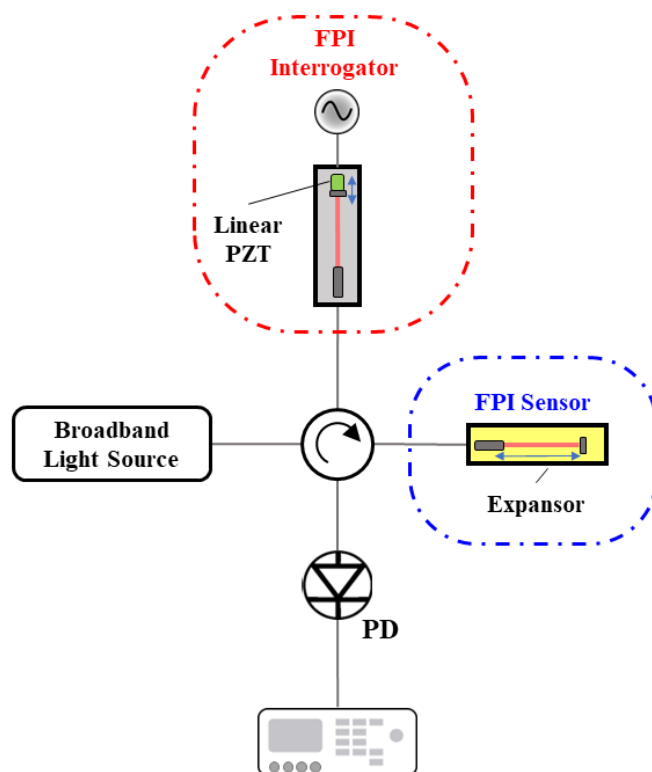 FPI
Interrogator
Linear
PZT
Broadband
Light Source
FPI Sensor
Expansor
PD